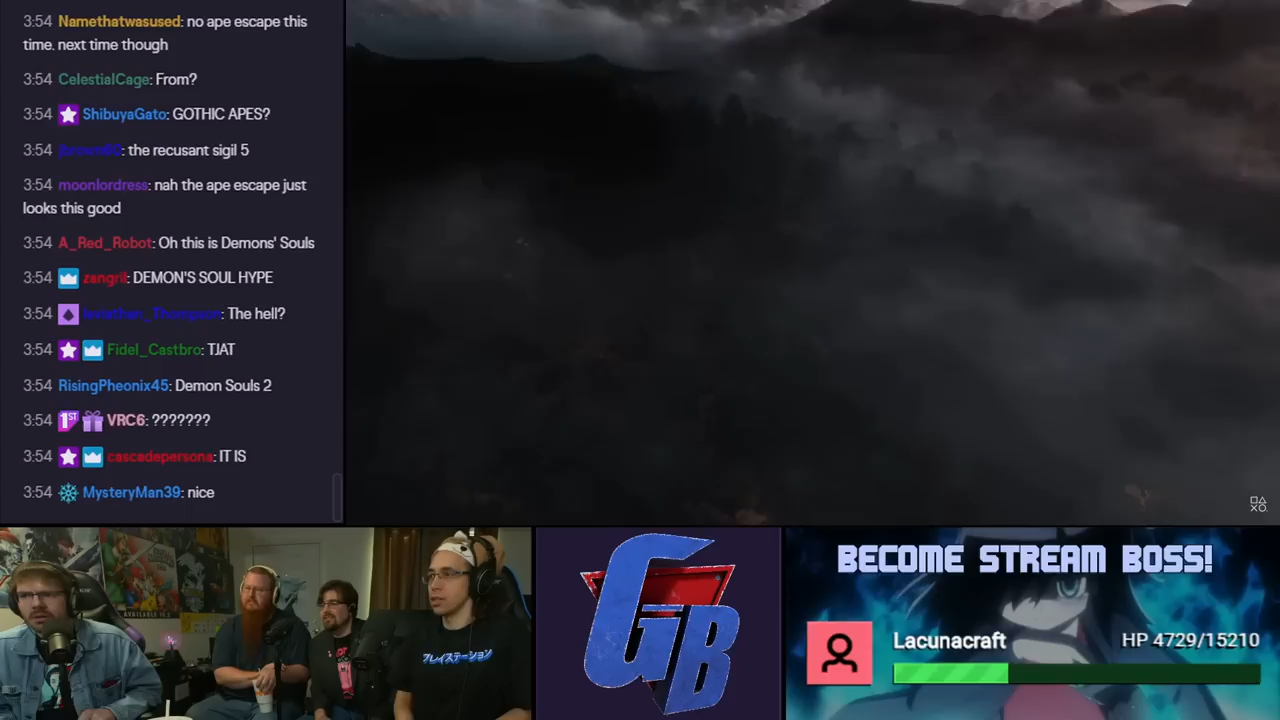 3:54 Namethatwasused: no ape escape this
time. next time though
3:54 CelestialCage: From?
3:54 ShibuyaGato: GOTHIC APES?
3:54 : the recusant sigil 5
3:54 moonlordress: nah the ape escape just
looks this good
3:54 A_Red_Robot: Oh this is Demons' Souls
3:54 zangril: DEMON'S SOUL HYPE
3:54 leviathan_Thompson: The hell?
3:54 Fidel_Castbro: TJAT
3:54 RisingPheonix45: Demon Souls 2
3:54 1ST VRC6: ???????
3:54 cascadepersona: IT IS
3:54 MysteryMan39: nice
AVAILABLE
プレイステーション
GB
BECOME STREAM BOSS!
Lacunacraft HP 4729/15210